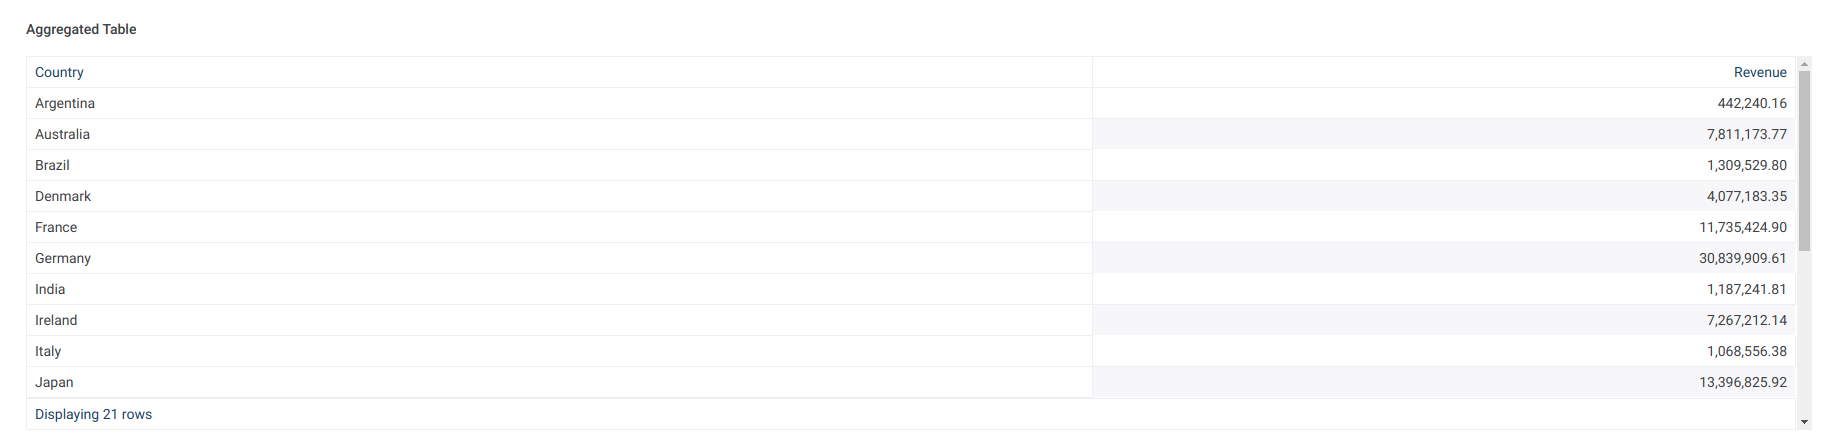 Aggregated Table
Country Revenue
Argentina 442,240.16
Australia 7,811,173.77
Brazil 1,309,529.80
Denmark 4,077,183.35
France 11,735,424.90
Germany 30,839,909.61
India 1,187,241.81
Ireland 7,267,212.14
Italy 1,068,556.38
Japan 13,396,825.92
Displaying 21 rows